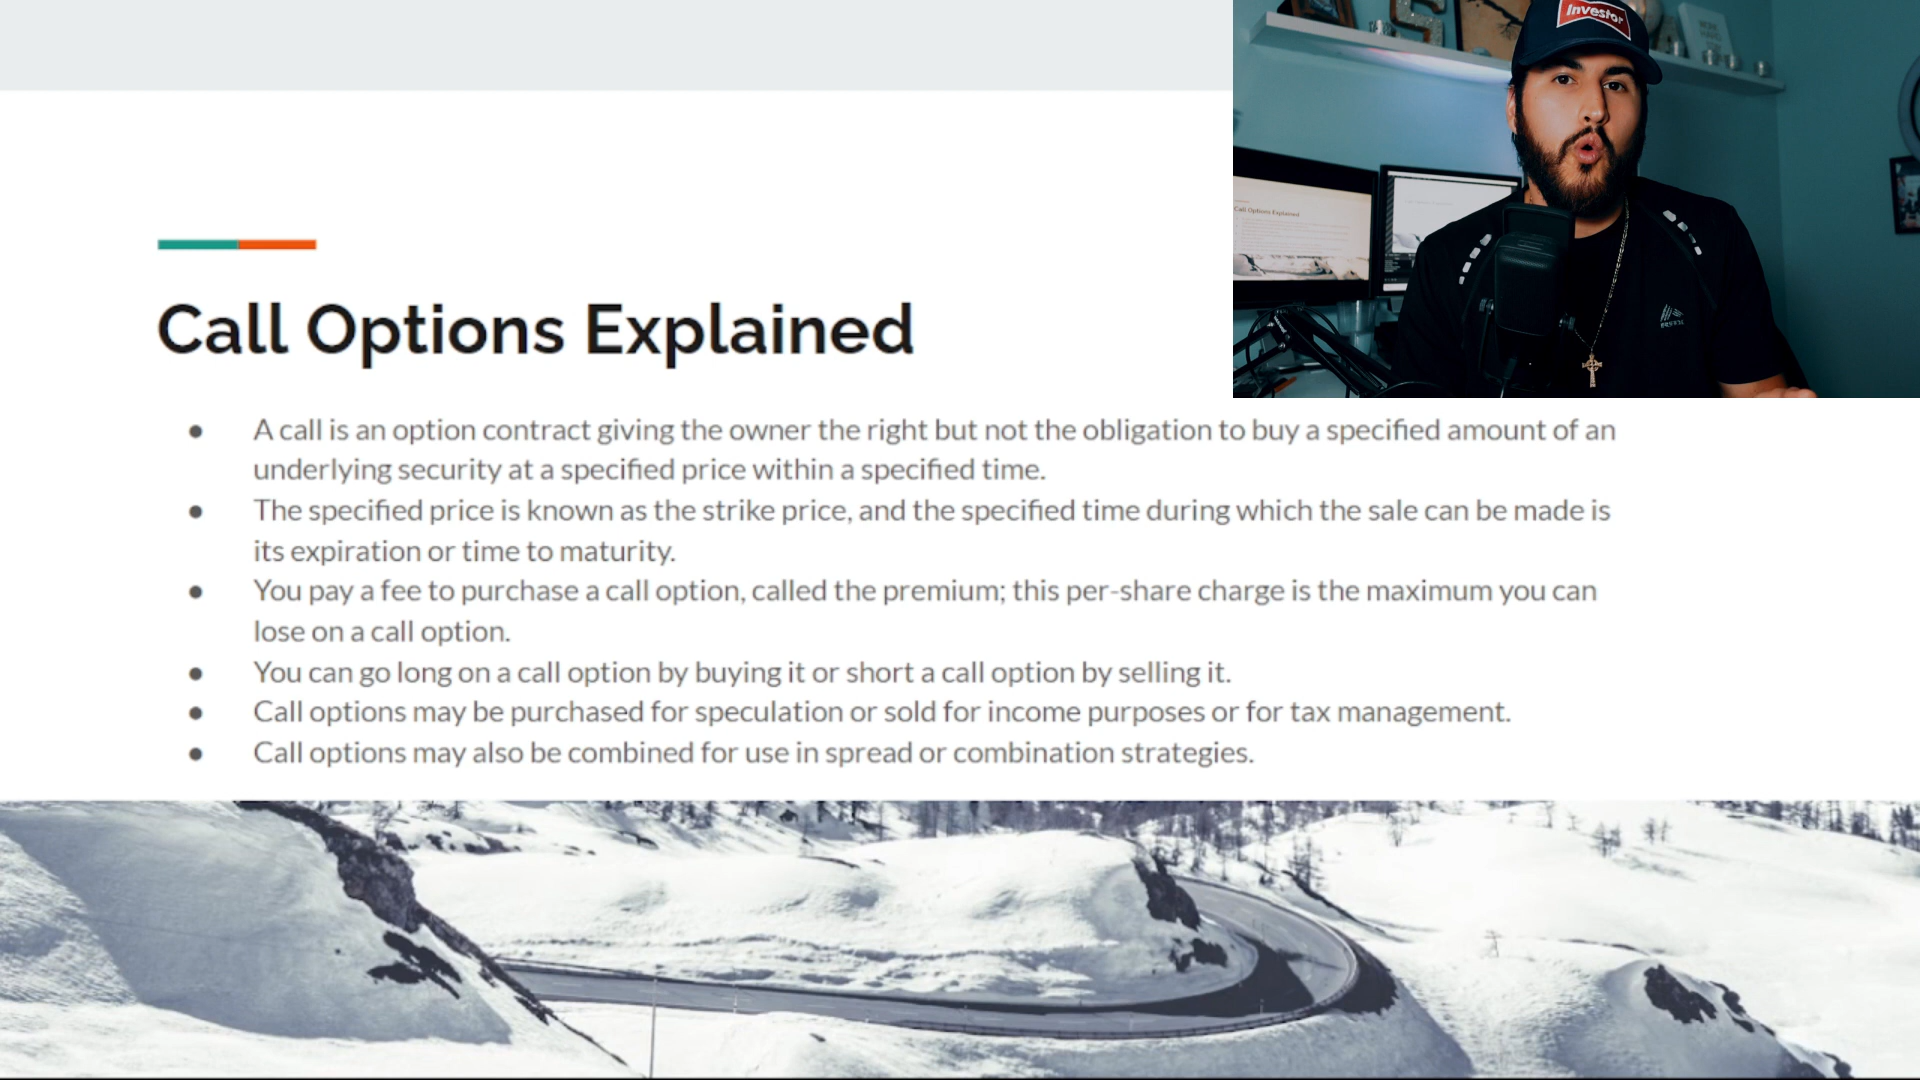 Investor
Call Options Explained
Call Options Explained
A call is an option contract giving the owner the right but not the obligation to buy a specified amount of an
underlying security at a specified price within a specified time.
The specified price is known as the strike price, and the specified time during which the sale can be made is
its expiration or time to maturity.
You pay a fee to purchase a call option, called the premium; this per-share charge is the maximum you can
lose on a call option.
You can go long on a call option by buying it or short a call option by selling it.
Call options may be purchased for speculation or sold for income purposes or for tax management.
Call options may also be combined for use in spread or combination strategies.